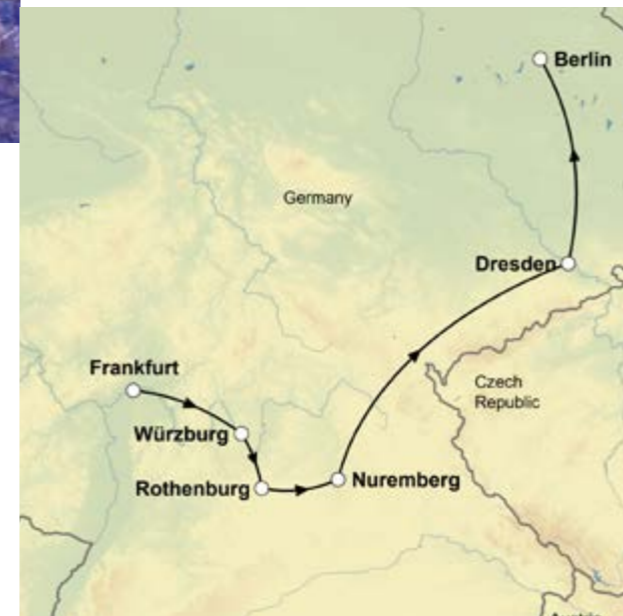 Berlin
Germany
Dresden
Frankfurt
Czech
Republic
Würzburg
Nuremberg
Rothenburg